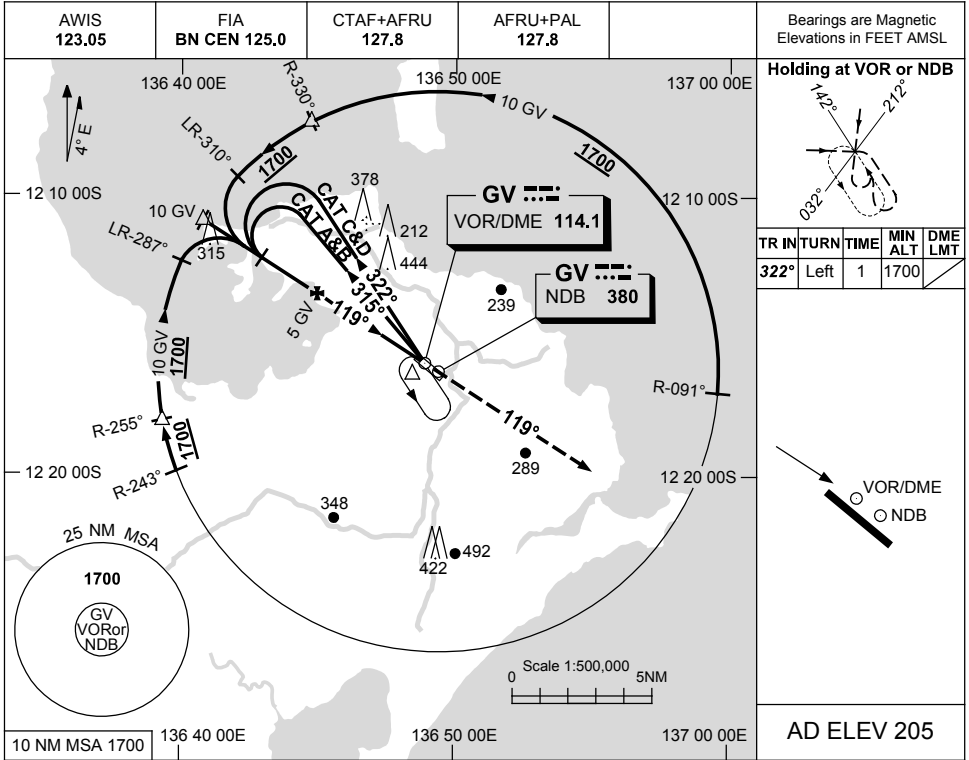 AWIS
123.05
FIA
BN CEN 125.0
CTAF+AFRU
127.8
AFRU+PAL
127.8
Bearings are Magnetic
Elevations in FEET AMSL
136 40 00E
136 50 00E
137 00 00E
4° E
R-330°
10 GV
LR-310°
1700
1700
12 10 00S
12 10 00S
378
CAT C&D
CAT A&B
212
444
10 GV
315
LR-287°
GV
VOR/DME 114.1
GV
NDB 380
322°
315°
119°
5 GV
239
10 GV
1700
R-091°
R-255°
1700
R-243°
119°
12 20 00S
12 20 00S
289
348
492
422
25 NM MSA
1700
GV
VORor
NDB
Scale 1:500,000
0 5NM
10 NM MSA 1700
136 40 00E
136 50 00E
137 00 00E
Holding at VOR or NDB
142°
212°
032°
TR IN TURN TIME MIN ALT DME LMT
322° Left 1 1700
VOR/DME
NDB
AD ELEV 205